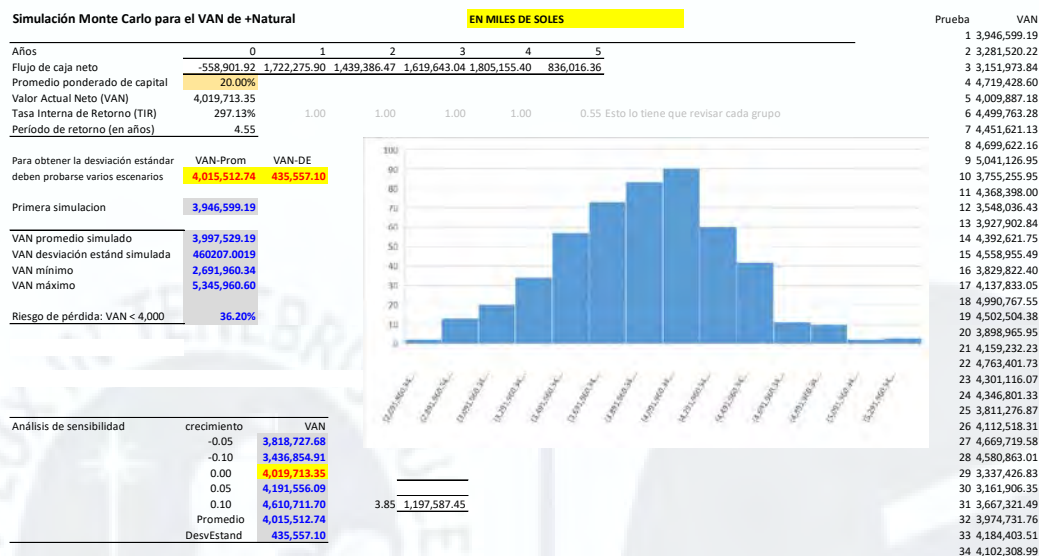 Simulación Monte Carlo para el VAN de +Natural
EN MILES DE SOLES
Años 0 1 2 3 4 5
Flujo de caja neto -558,901.92 1,722,275.90 1,439,386.47 1,619,643.04 1,805,155.40 836,016.36
Promedio ponderado de capital 20.00%
Valor Actual Neto (VAN) 4,019,713.35
Tasa Interna de Retorno (TIR) 297.13% 1.00 1.00 1.00 1.00 0.55 Esto lo tiene que revisar cada grupo
Período de retorno (en años) 4.55
Para obtener la desviación estándar VAN-Prom VAN-DE
deben probarse varios escenarios 4,015,512.74 435,557.10
Primera simulacion 3,946,599.19
VAN promedio simulado 3,997,529.19
VAN desviación estánd simulada 460207.0019
VAN mínimo 2,691,960.34
VAN máximo 5,345,960.60
Riesgo de pérdida: VAN < 4,000 36.20%
100
90
80
70
60
50
40
30
20
10
0
Análisis de sensibilidad crecimiento VAN
-0.05 3,818,727.68
-0.10 3,436,854.91
0.00 4,019,713.35
0.05 4,191,556.09
0.10 4,610,711.70 3.85 1,197,587.45
Promedio 4,015,512.74
DesvEstand 435,557.10
Prueba VAN
1 3,946,599.19
2 3,281,520.22
3 3,151,973.84
4 4,719,428.60
5 4,009,887.18
6 4,499,763.28
7 4,451,621.13
8 4,699,622.16
9 5,041,126.95
10 3,755,255.95
11 4,368,398.00
12 3,548,036.43
13 3,927,902.84
14 4,392,621.75
15 4,558,955.49
16 3,829,822.40
17 4,137,833.05
18 4,990,767.55
19 4,502,504.38
20 3,898,965.95
21 4,159,232.23
22 4,763,401.73
23 4,301,116.07
24 4,346,801.33
25 3,811,276.87
26 4,112,518.31
27 4,669,719.58
28 4,580,863.01
29 3,337,426.83
30 3,161,906.35
31 3,667,321.49
32 3,974,731.76
33 4,184,403.51
34 4,102,308.99